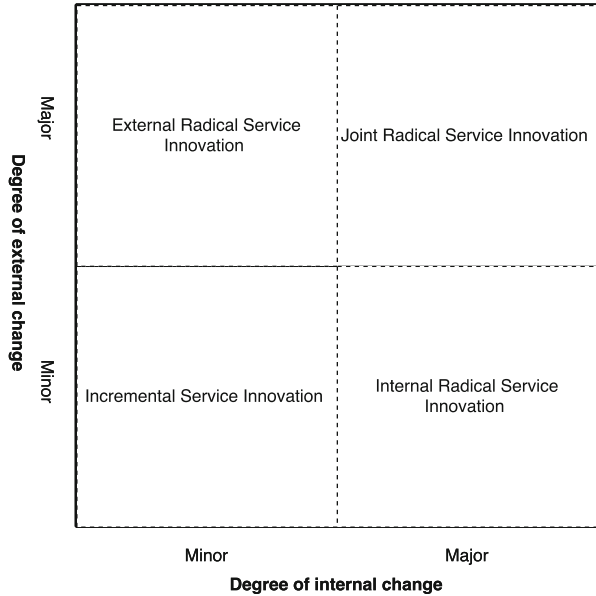 Major
External Radical Service
Innovation
Joint Radical Service Innovation
Degree of external change
Minor
Incremental Service Innovation
Internal Radical Service
Innovation
Minor
Major
Degree of internal change